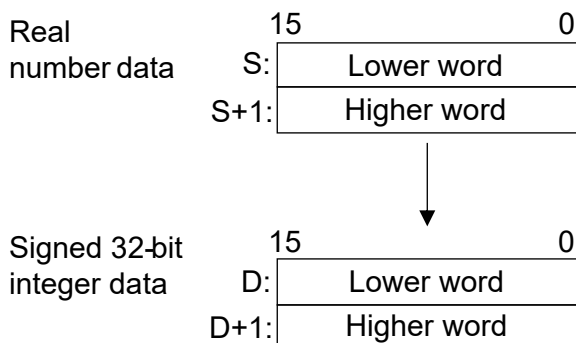 Real
number data
15 0
S: Lower word
S+1: Higher word
Signed 32-bit
integer data
15 0
D: Lower word
D+1: Higher word